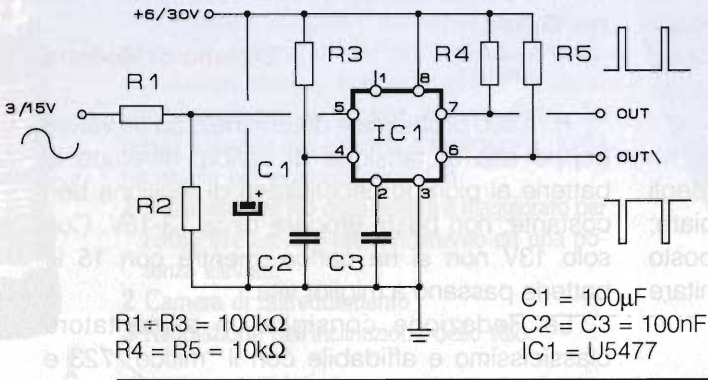 +6/30V
R1
R3
R4
R5
3/15V
1
8
5
IC1
7
OUT
4
6
OUT\
C1
+
2
3
R2
C2
C3
R1÷R3 = 100kΩ
R4 = R5 = 10kΩ
C1 = 100μF
C2 = C3 = 100nF
IC1 = U5477